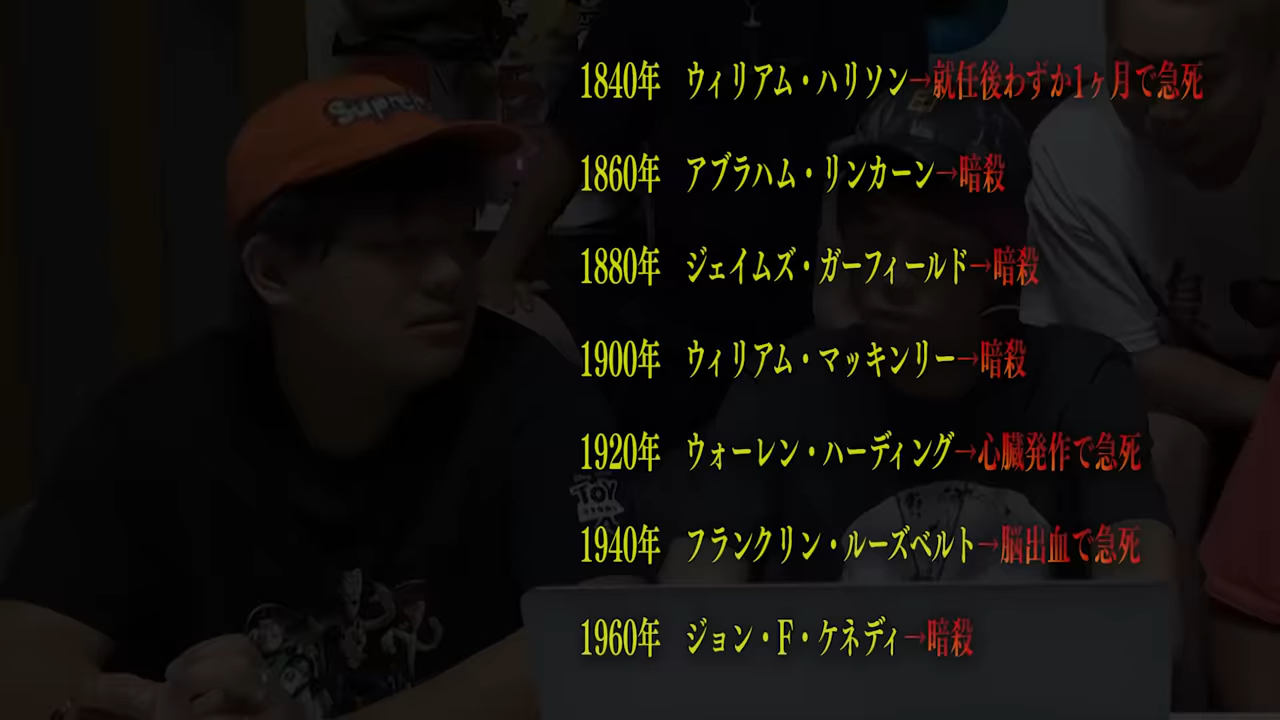 Suprem
1840年 ウィリアム・ハリソン→就任後わずか1ヶ月で急死
1860年 アブラハム・リンカーン→暗殺
1880年 ジェイムズ・ガーフィールド→暗殺
1900年 ウィリアム・マッキンリー→暗殺
1920年 ウォーレン・ハーディング→心臓発作で急死
TOY
1940年 フランクリン・ルーズベルト→脳出血で急死
1960年 ジョン・F・ケネディ→暗殺